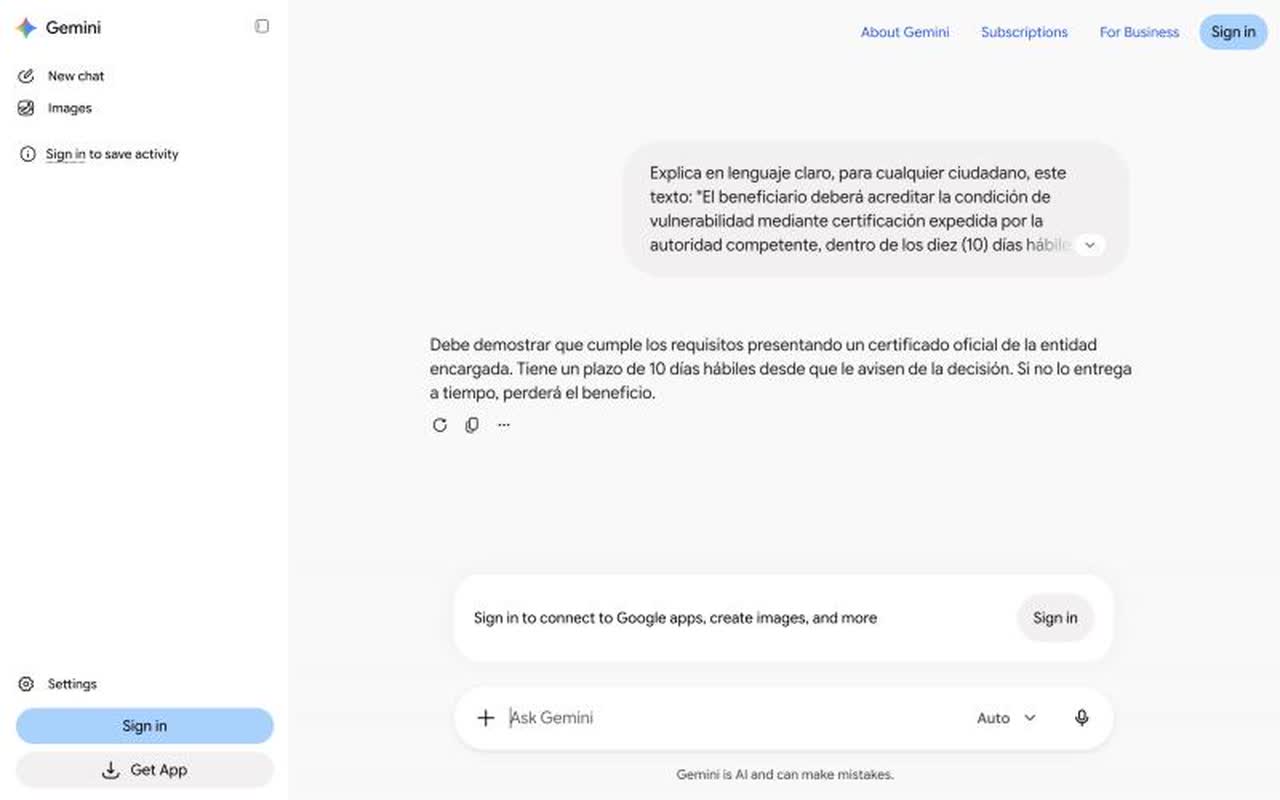 Gemini
New chat
Images
Sign in to save activity
Settings
Sign in
Get App
About Gemini
Subscriptions
For Business
Sign in
Explica en lenguaje claro, para cualquier ciudadano, este
texto: "El beneficiario deberá acreditar la condición de
vulnerabilidad mediante certificación expedida por la
autoridad competente, dentro de los diez (10) días hábile
Debe demostrar que cumple los requisitos presentando un certificado oficial de la entidad
encargada. Tiene un plazo de 10 días hábiles desde que le avisen de la decisión. Si no lo entrega
a tiempo, perderá el beneficio.
Sign in to connect to Google apps, create images, and more
Sign in
Ask Gemini
Auto
Gemini is AI and can make mistakes.